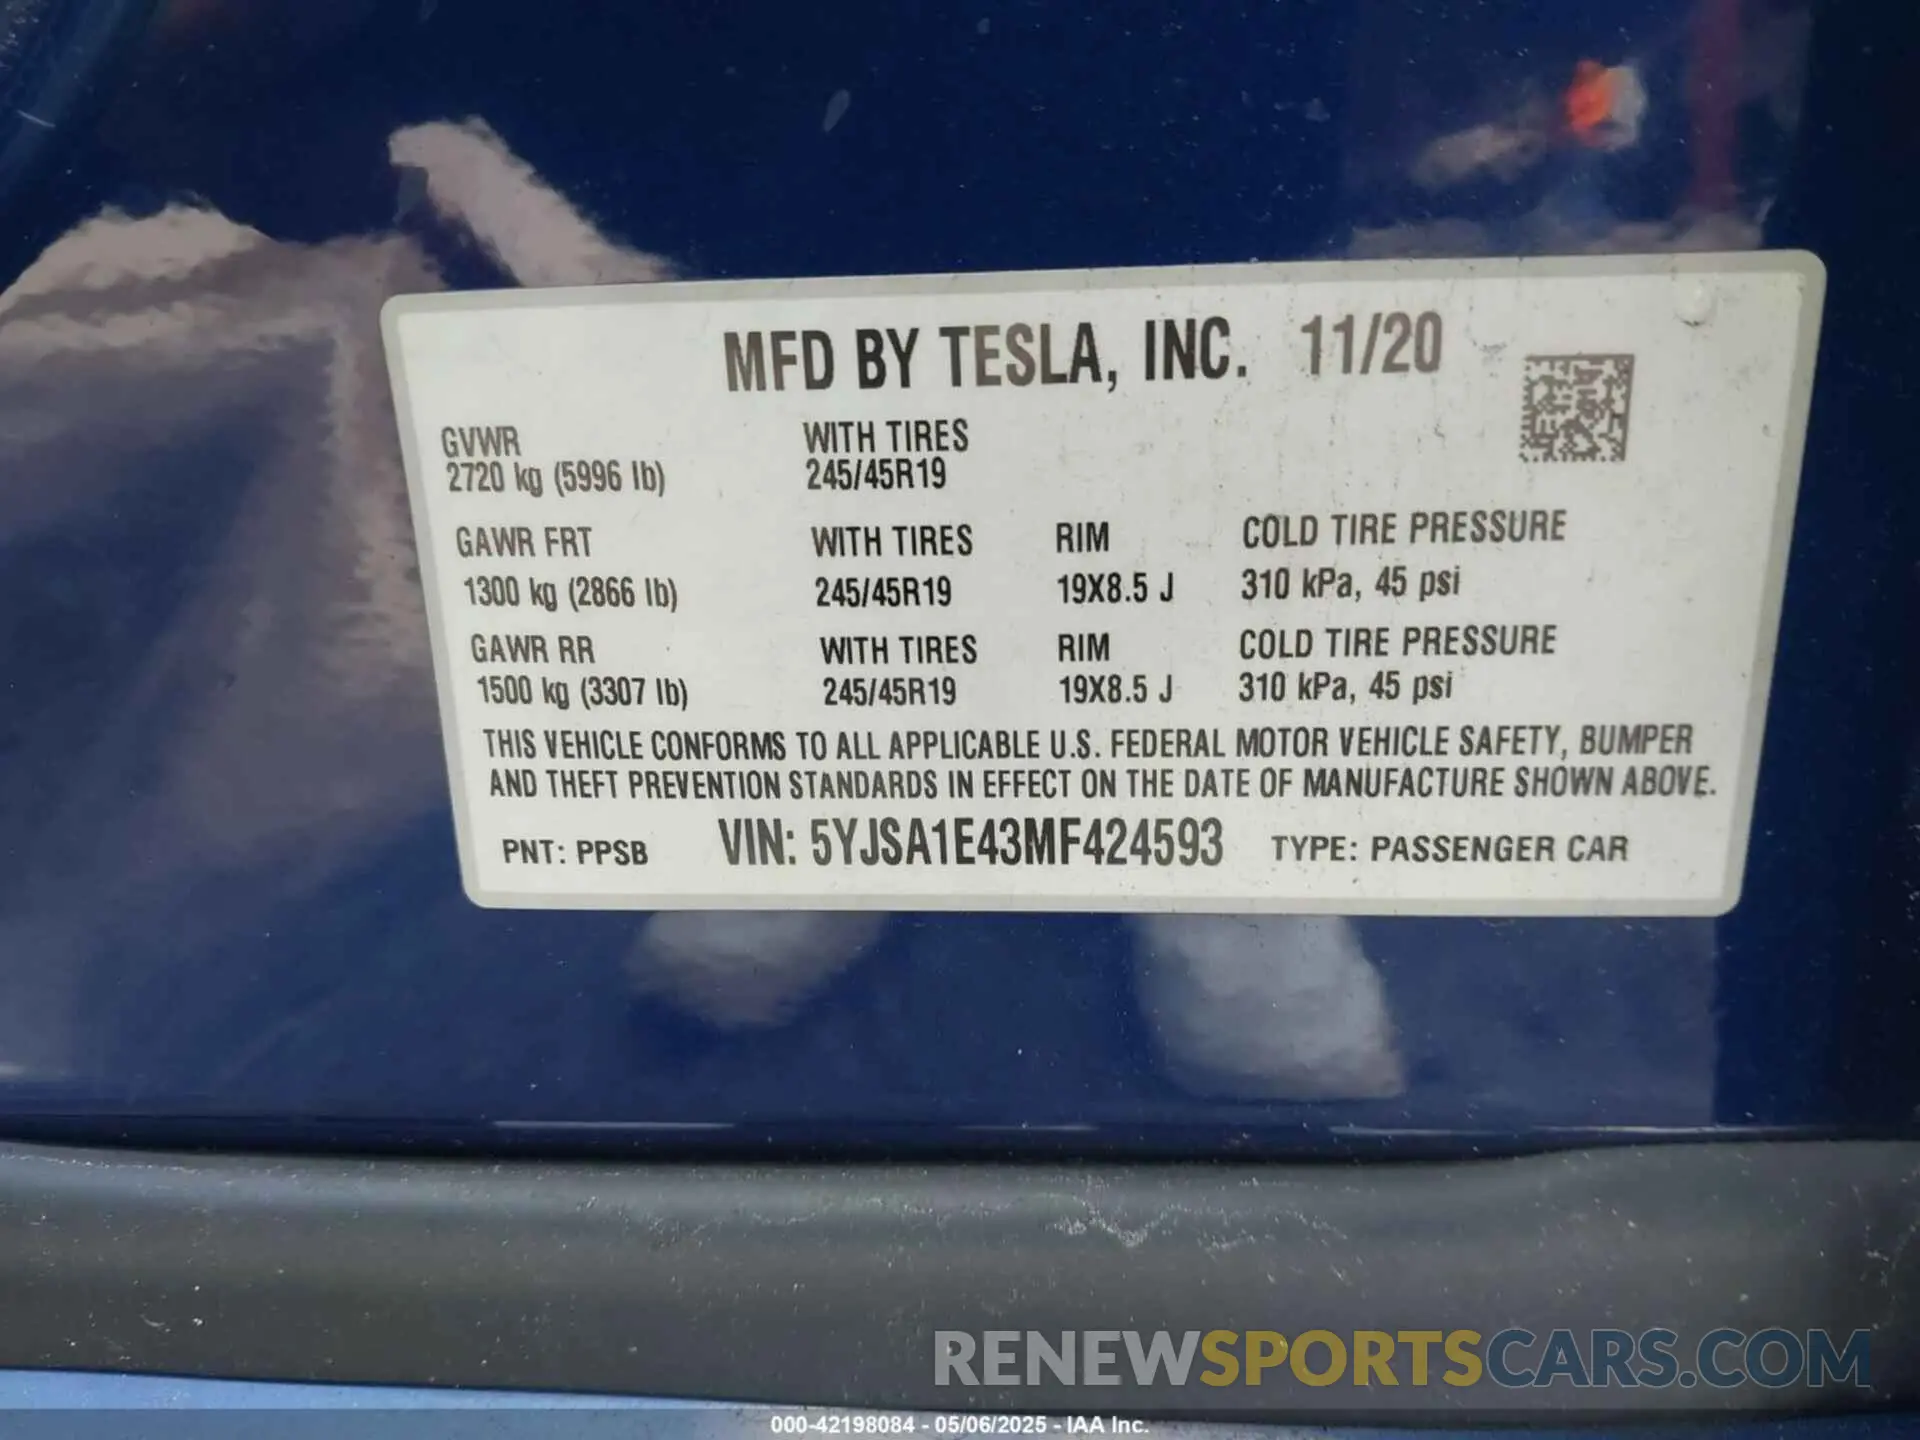 MFD BY TESLA, INC. 11/20
GVWR WITH TIRES
2720 kg (5996 lb) 245/45R19
GAWR FRT WITH TIRES RIM COLD TIRE PRESSURE
1300 kg (2866 lb) 245/45R19 19X8.5 J 310 kPa, 45 psi
GAWR RR WITH TIRES RIM COLD TIRE PRESSURE
1500 kg (3307 lb) 245/45R19 19X8.5 J 310 kPa, 45 psi
THIS VEHICLE CONFORMS TO ALL APPLICABLE U.S. FEDERAL MOTOR VEHICLE SAFETY, BUMPER
AND THEFT PREVENTION STANDARDS IN EFFECT ON THE DATE OF MANUFACTURE SHOWN ABOVE.
PNT: PPSB VIN: 5YJSA1E43MF424593 TYPE: PASSENGER CAR
RENEWSPORTSCARS.COM
000-42198084 - 05/06/2025 - IAA Inc.